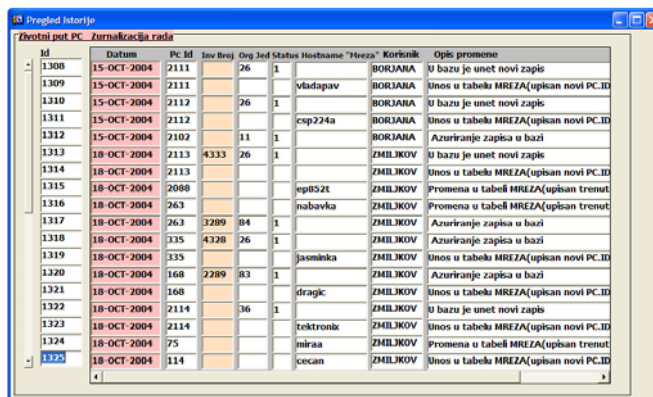 Pregled Istorije
Zivotni put PC Zurnalizacija rada
Id Datum Pc Id Inv Broj Org Jed Status Hostname "Mreza" Korisnik Opis promene
1308 15-OCT-2004 2111 26 1 BORJANA U bazu je unet novi zapis
1309 15-OCT-2004 2111 vladapav BORJANA Unos u tabelu MREZA(upisan novi PC.ID
1310 15-OCT-2004 2112 26 1 BORJANA U bazu je unet novi zapis
1311 15-OCT-2004 2112 csp224a BORJANA Unos u tabelu MREZA(upisan novi PC.ID
1312 15-OCT-2004 2102 11 1 BORJANA Azuriranje zapisa u bazi
1313 18-OCT-2004 2113 4333 26 1 ZMILJKOV U bazu je unet novi zapis
1314 18-OCT-2004 2113 ZMILJKOV Unos u tabelu MREZA(upisan novi PC.ID
1315 18-OCT-2004 2088 ep852t ZMILJKOV Promena u tabeli MREZA(upisan trenut
1316 18-OCT-2004 263 nabavka ZMILJKOV Promena u tabeli MREZA(upisan trenut
1317 18-OCT-2004 263 3289 84 1 ZMILJKOV Azuriranje zapisa u bazi
1318 18-OCT-2004 335 4328 26 1 ZMILJKOV Azuriranje zapisa u bazi
1319 18-OCT-2004 335 jasminka ZMILJKOV Unos u tabelu MREZA(upisan novi PC.ID
1320 18-OCT-2004 168 2289 83 1 ZMILJKOV Azuriranje zapisa u bazi
1321 18-OCT-2004 168 dragic ZMILJKOV Unos u tabelu MREZA(upisan novi PC.ID
1322 18-OCT-2004 2114 36 1 ZMILJKOV U bazu je unet novi zapis
1323 18-OCT-2004 2114 tektronix ZMILJKOV Unos u tabelu MREZA(upisan novi PC.ID
1324 18-OCT-2004 75 miraa ZMILJKOV Promena u tabeli MREZA(upisan trenut
1325 18-OCT-2004 114 cecan ZMILJKOV Unos u tabelu MREZA(upisan novi PC.ID